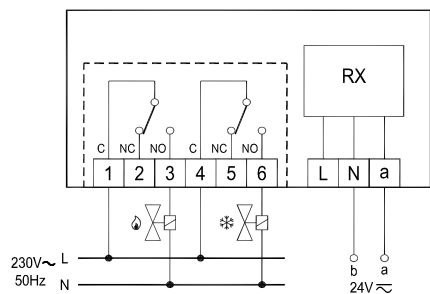 RX
C NC NO C NC NO
1 2 3 4 5 6 L N a
230V~ L
50Hz N
b a
24V ⎓~